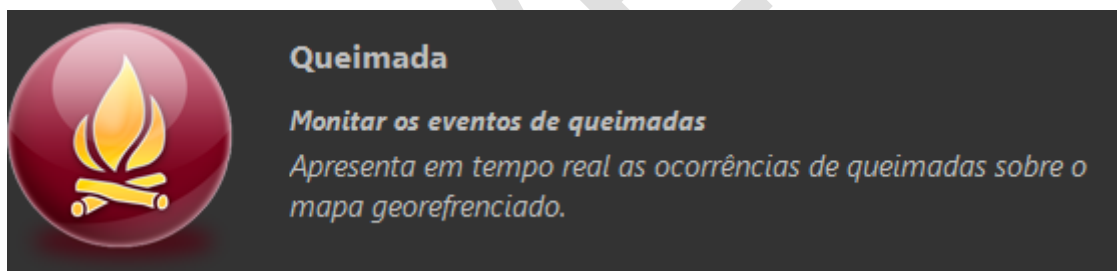 Queimada
Monitar os eventos de queimadas
Apresenta em tempo real as ocorrências de queimadas sobre o
mapa georefrenciado.